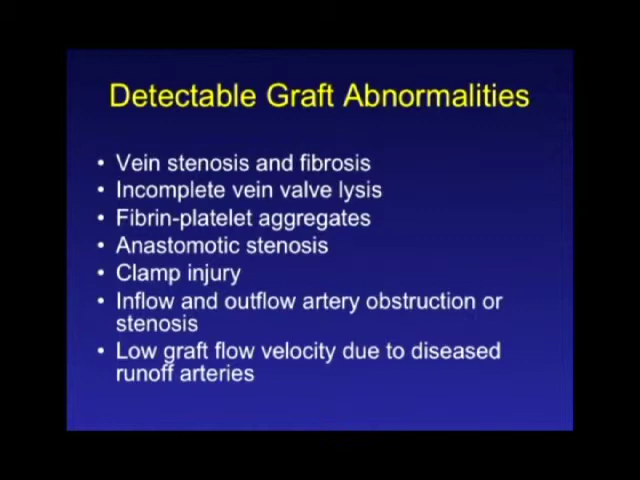 Detectable Graft Abnormalities
• Vein stenosis and fibrosis
• Incomplete vein valve lysis
• Fibrin-platelet aggregates
• Anastomotic stenosis
• Clamp injury
• Inflow and outflow artery obstruction or
stenosis
• Low graft flow velocity due to diseased
runoff arteries